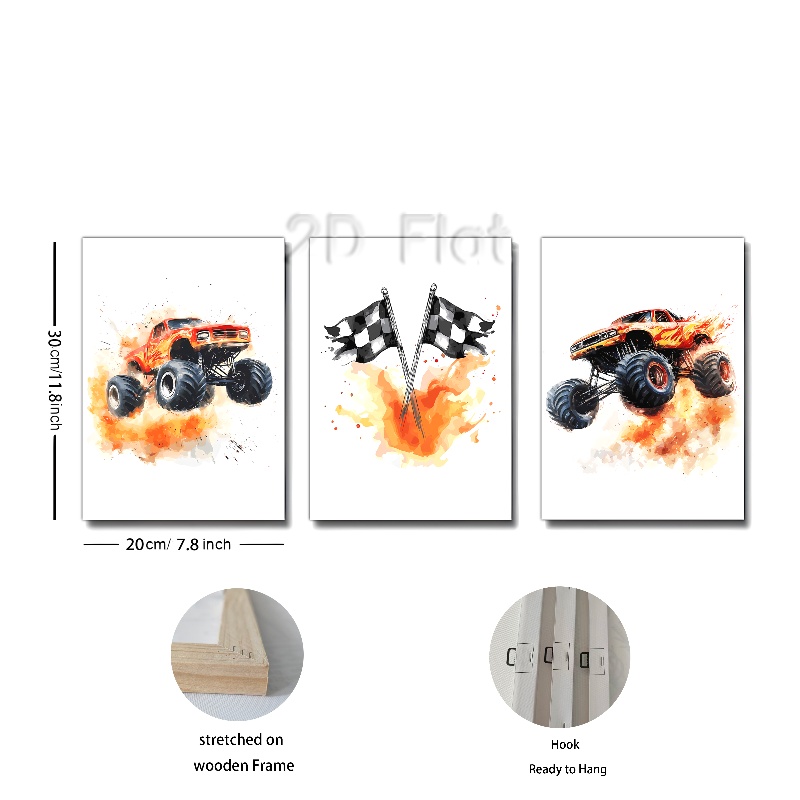 2D Flat
30cm/11.8inch
20cm/ 7.8 inch
stretched on
wooden Frame
Hook
Ready to Hang